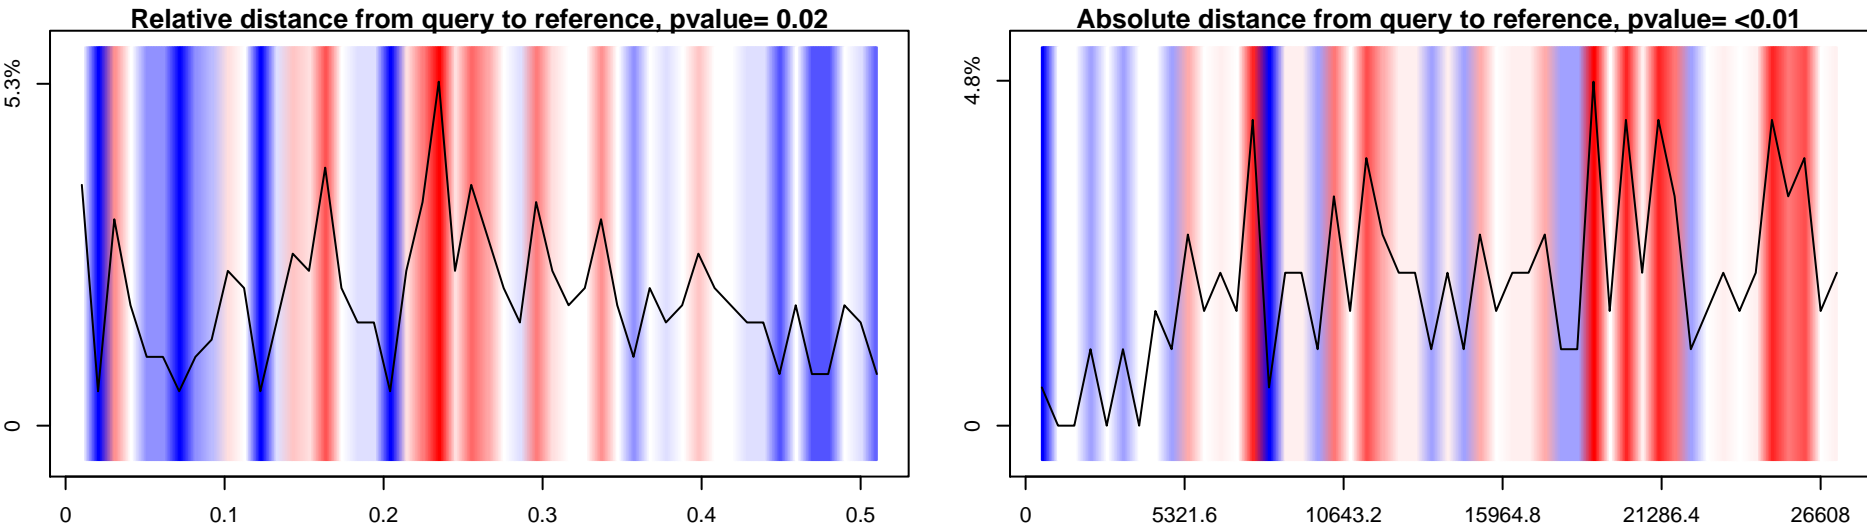 Relative distance from query to reference, pvalue= 0.02
5.3%
0
0 0.1 0.2 0.3 0.4 0.5
Absolute distance from query to reference, pvalue= <0.01
4.8%
0
0 5321.6 10643.2 15964.8 21286.4 26608